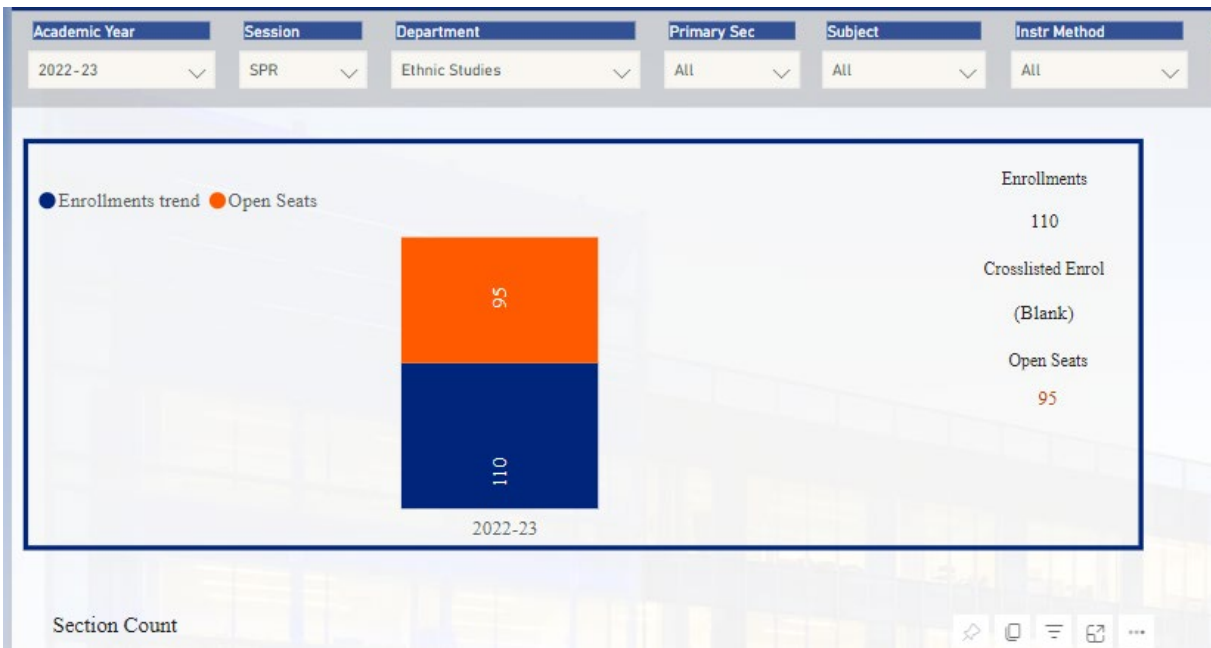 Academic Year Session Department Primary Sec Subject Instr Method
2022-23 SPR Ethnic Studies All All All
Enrollments trend Open Seats
95
110
2022-23
Enrollments
110
Crosslisted Enrol
(Blank)
Open Seats
95
Section Count